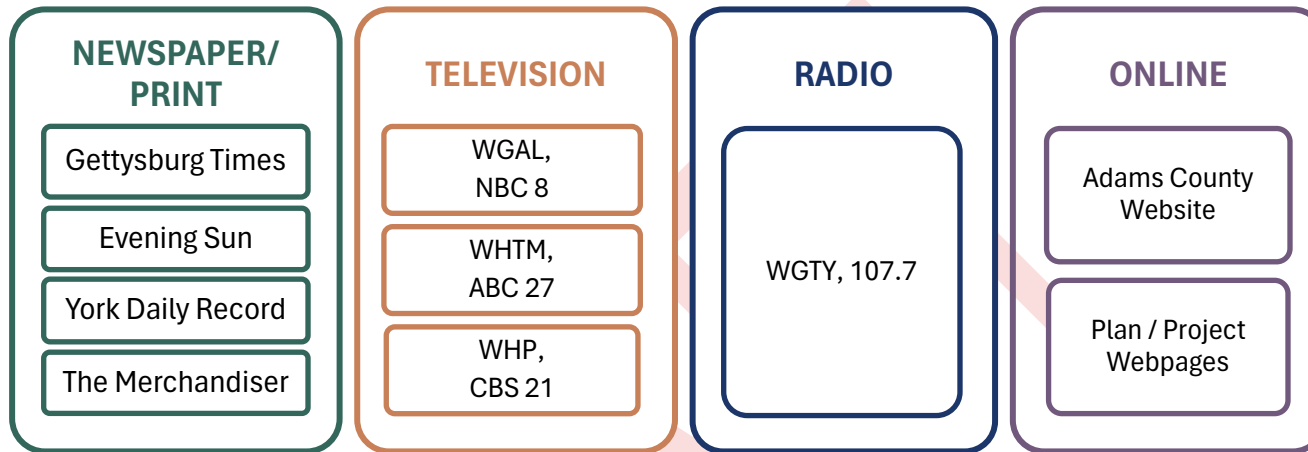 NEWSPAPER/
PRINT
Gettysburg Times
Evening Sun
York Daily Record
The Merchandiser
TELEVISION
WGAL,
NBC 8
WHTM,
ABC 27
WHP,
CBS 21
RADIO
WGTY, 107.7
ONLINE
Adams County
Website
Plan / Project
Webpages